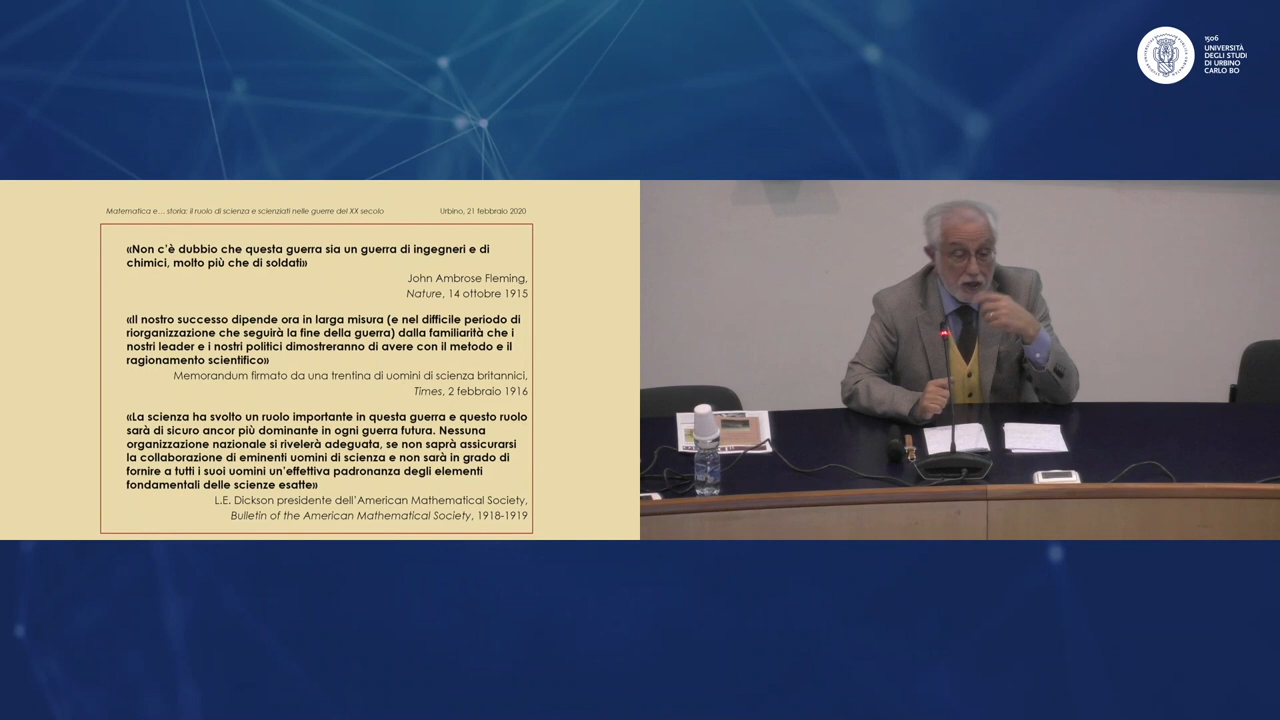 1506
UNIVERSITÀ
DEGLI STUDI
DI URBINO
CARLO BO
Matematica e... storia: il ruolo di scienza e scienziati nelle guerre del XX secolo
Urbino, 21 febbraio 2020
«Non c'è dubbio che questa guerra sia un guerra di ingegneri e di
chimici, molto più che di soldati»
John Ambrose Fleming,
Nature, 14 ottobre 1915
«Il nostro successo dipende ora in larga misura (e nel difficile periodo di
riorganizzazione che seguirà la fine della guerra) dalla familiarità che i
nostri leader e i nostri politici dimostreranno di avere con il metodo e il
ragionamento scientifico»
Memorandum firmato da una trentina di uomini di scienza britannici,
Times, 2 febbraio 1916
«La scienza ha svolto un ruolo importante in questa guerra e questo ruolo
sarà di sicuro ancor più dominante in ogni guerra futura. Nessuna
organizzazione nazionale si rivelerà adeguata, se non saprà assicurarsi
la collaborazione di eminenti uomini di scienza e non sarà in grado di
fornire a tutti i suoi uomini un'effettiva padronanza degli elementi
fondamentali delle scienze esatte»
L.E. Dickson presidente dell'American Mathematical Society,
Bulletin of the American Mathematical Society, 1918-1919